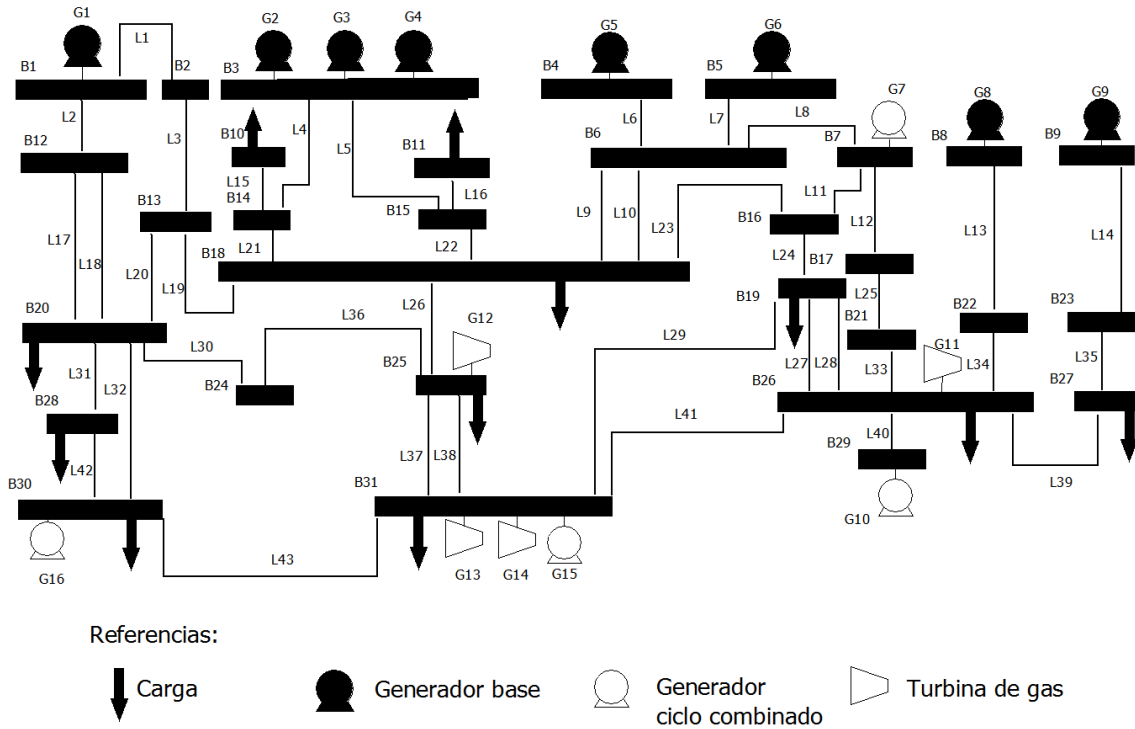 G1
L1
G2
G3
G4
G5
G6
B1
B2
B3
B4
B5
G7
G8
G9
L2
L3
B10
L4
L5
B11
L6
L7
L8
B6
B7
B8
B9
B12
L15
L16
B13
B14
B15
L9
L10
L23
B16
L11
L12
L13
L14
L17
L18
L20
L19
B18
L21
L22
L24
B17
B20
L26
G12
B19
L25
B22
B23
L36
L29
B21
G11
L30
B25
L27
L28
L33
L34
L35
L31
L32
B24
B26
B27
B28
L41
L40
B29
L42
L37
L38
L39
B30
B31
G10
G16
L43
G13
G14
G15
Referencias:
Carga
Generador base
Generador
ciclo combinado
Turbina de gas